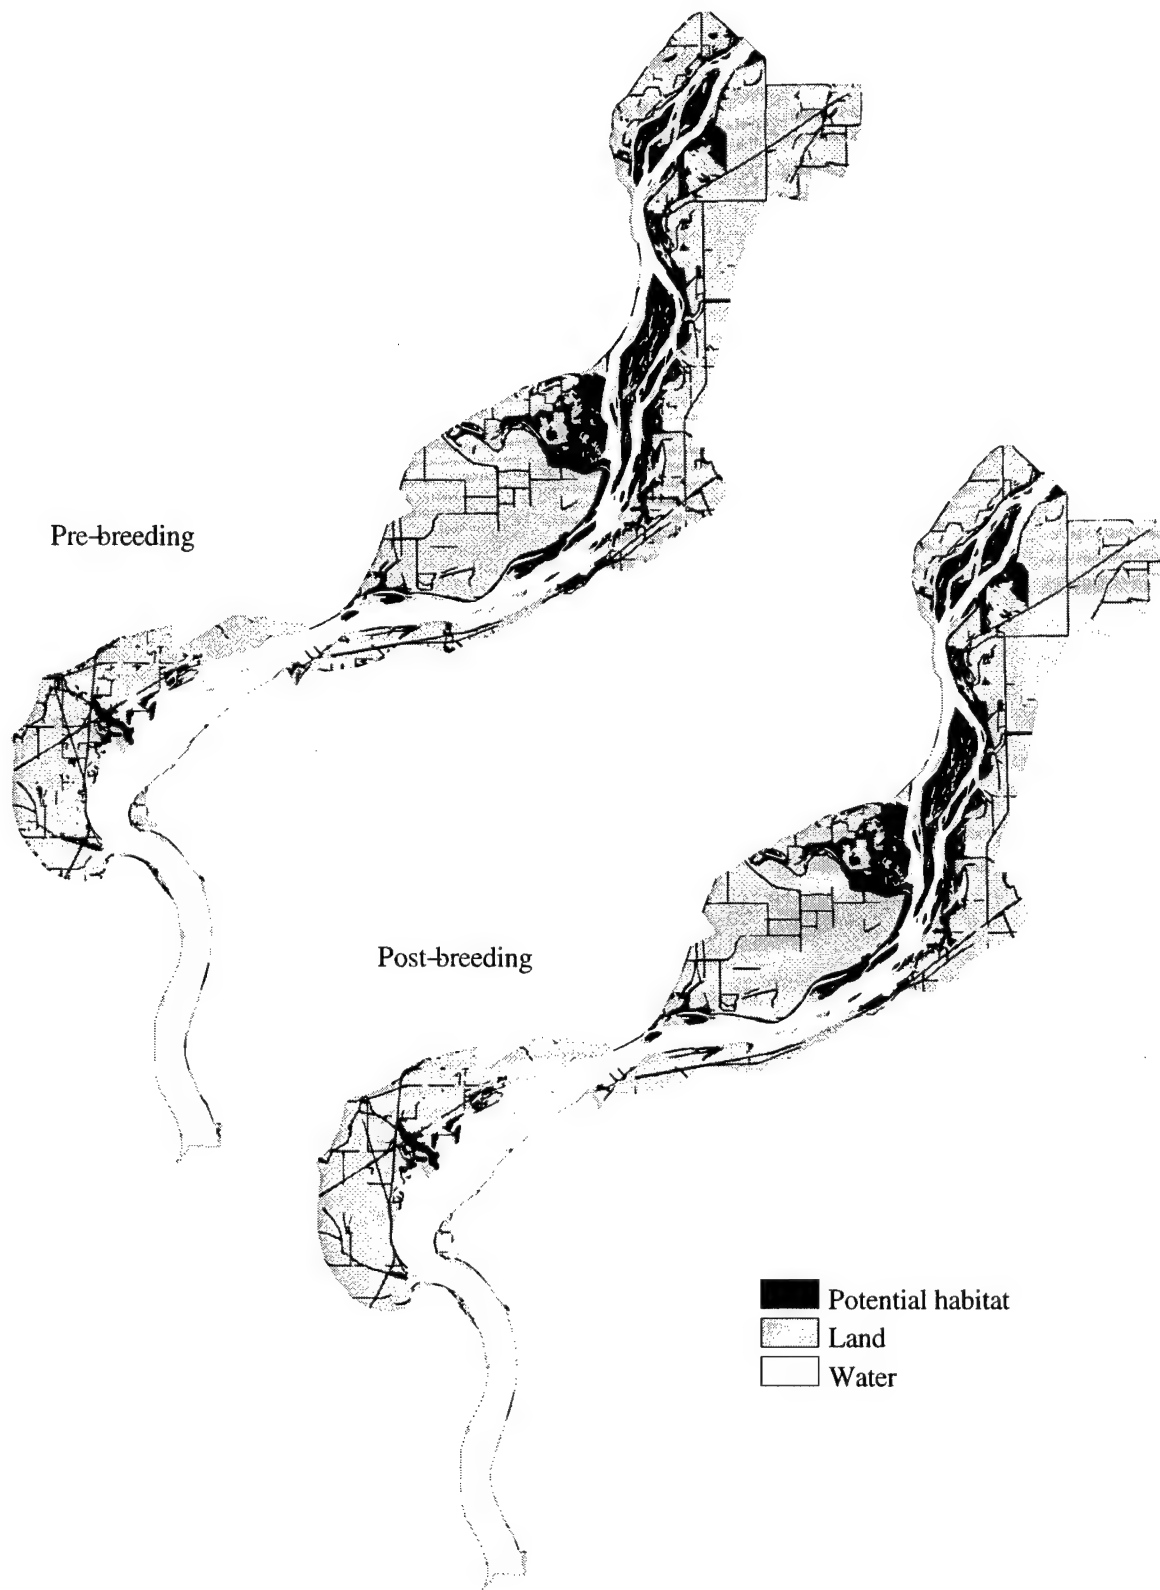 Pre-breeding
Post-breeding
Potential habitat
Land
Water